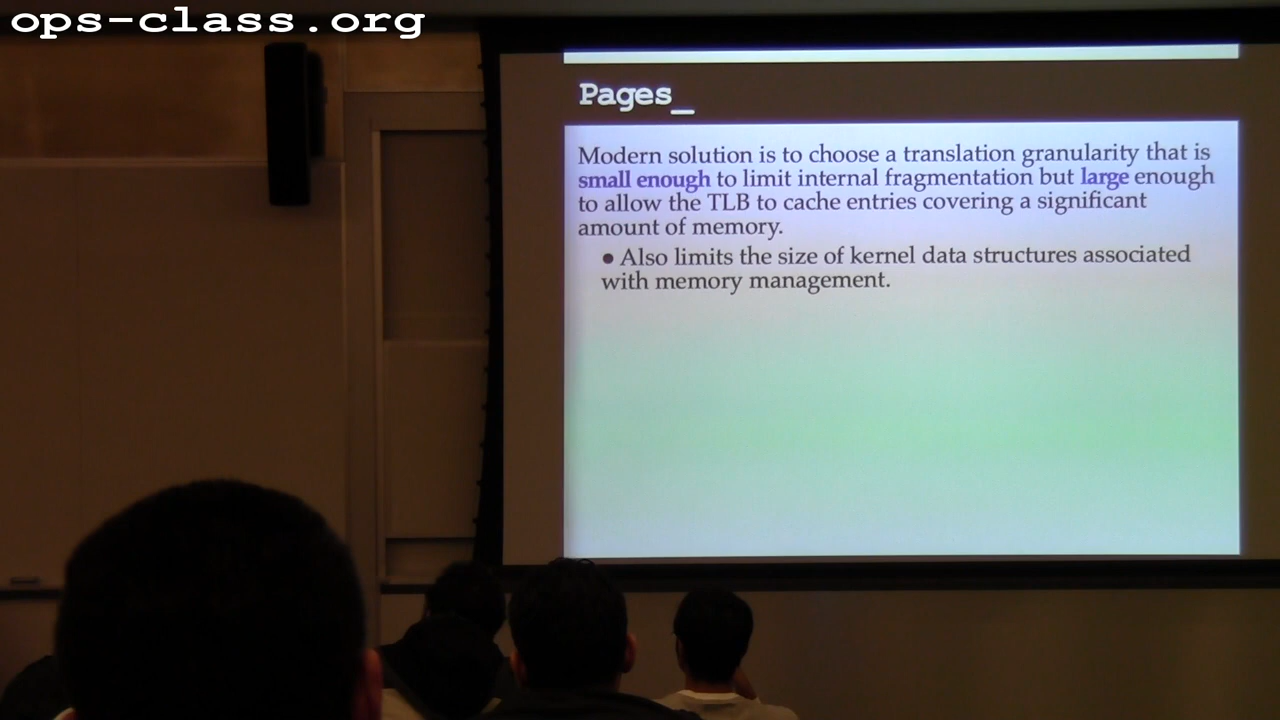 ops-class.org
Pages_
Modern solution is to choose a translation granularity that is
small enough to limit internal fragmentation but large enough
to allow the TLB to cache entries covering a significant
amount of memory.
● Also limits the size of kernel data structures associated
with memory management.